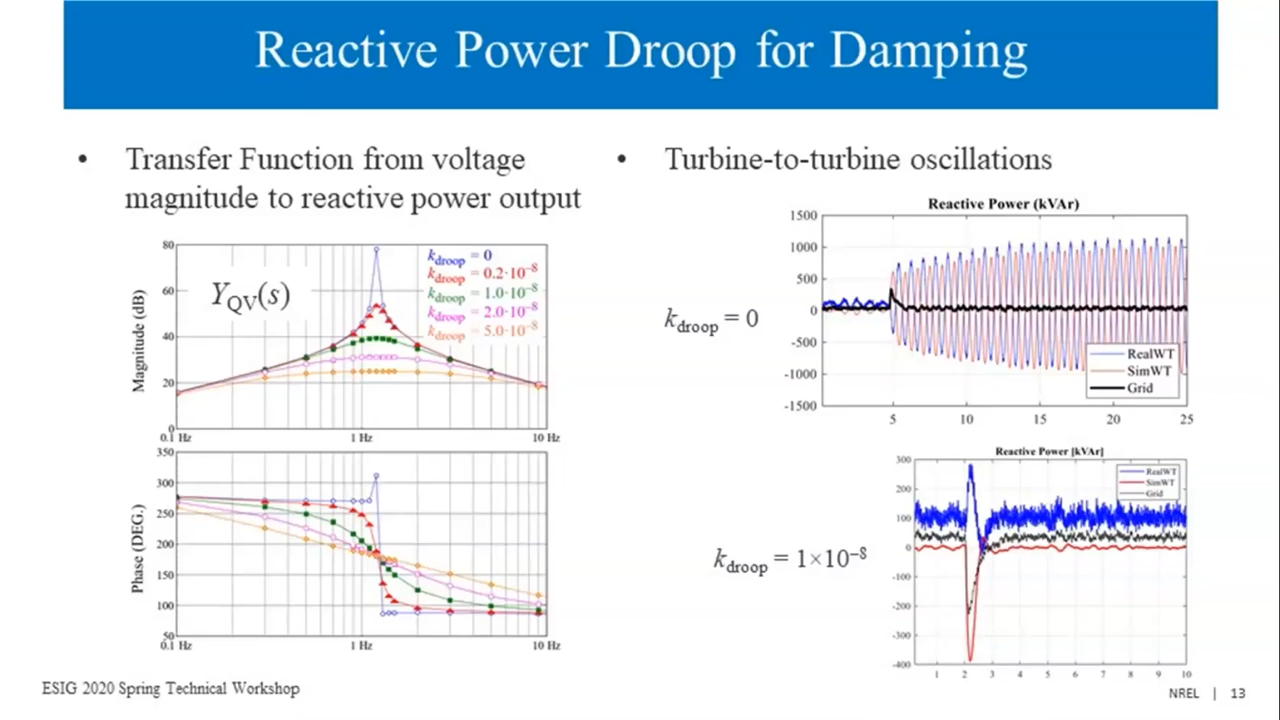 Reactive Power Droop for Damping
• Transfer Function from voltage
magnitude to reactive power output
Y_QV(s)
k_droop = 0
k_droop = 0.2·10⁻⁸
k_droop = 1.0·10⁻⁸
k_droop = 2.0·10⁻⁸
k_droop = 5.0·10⁻⁸
Magnitude (dB)
80
60
40
20
0
0.1 Hz 1 Hz 10 Hz
Phase (DEG.)
350
300
250
200
150
100
50
0.1 Hz 1 Hz 10 Hz
• Turbine-to-turbine oscillations
k_droop = 0
Reactive Power (kVAr)
1500
1000
500
0
-500
-1000
-1500
RealWT
SimWT
Grid
5 10 15 20 25
k_droop = 1×10⁻⁸
Reactive Power [kVAr]
300
200
100
0
-100
-200
-300
-400
RealWT
SimWT
Grid
1 2 3 4 5 6 7 8 9 10
ESIG 2020 Spring Technical Workshop
NREL | 13